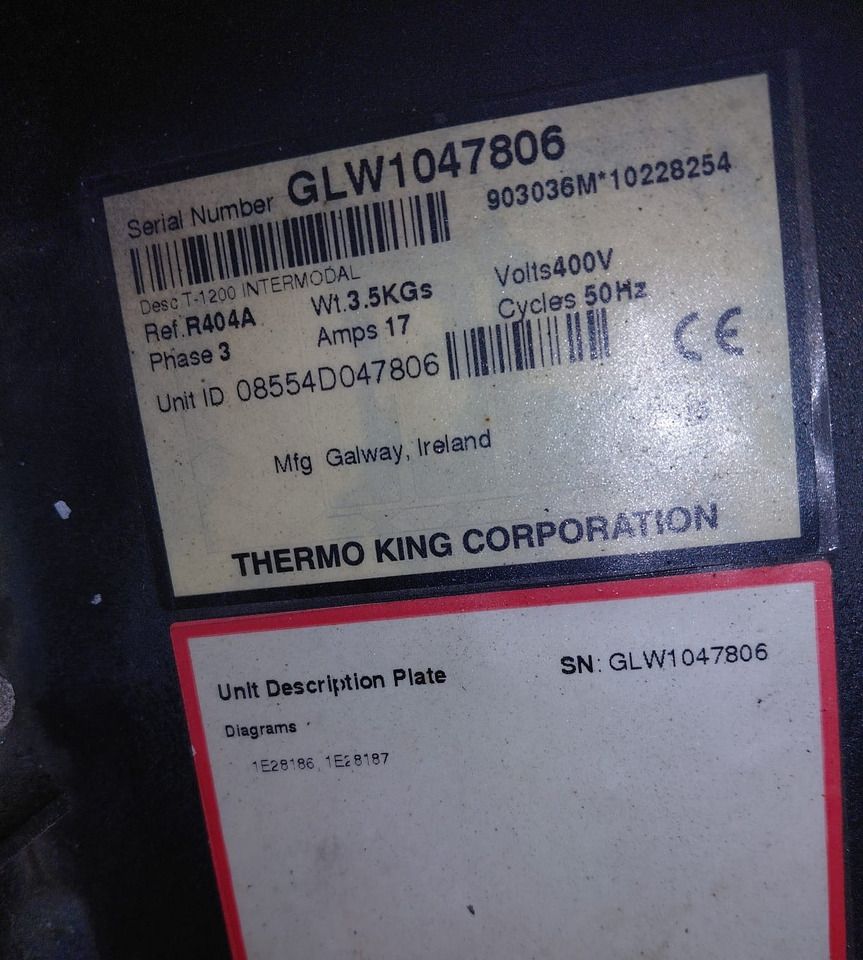 Serial Number GLW1047806
903036M*10228254
Desc T-1200 INTERMODAL
Ref.R404A Wt.3.5KGs Volts400V
Phase 3 Amps 17 Cycles 50Hz
Unit ID 08554D047806
CE
Mfg Galway, Ireland
THERMO KING CORPORATION
Unit Description Plate SN: GLW1047806
Diagrams
1E28186, 1E28187